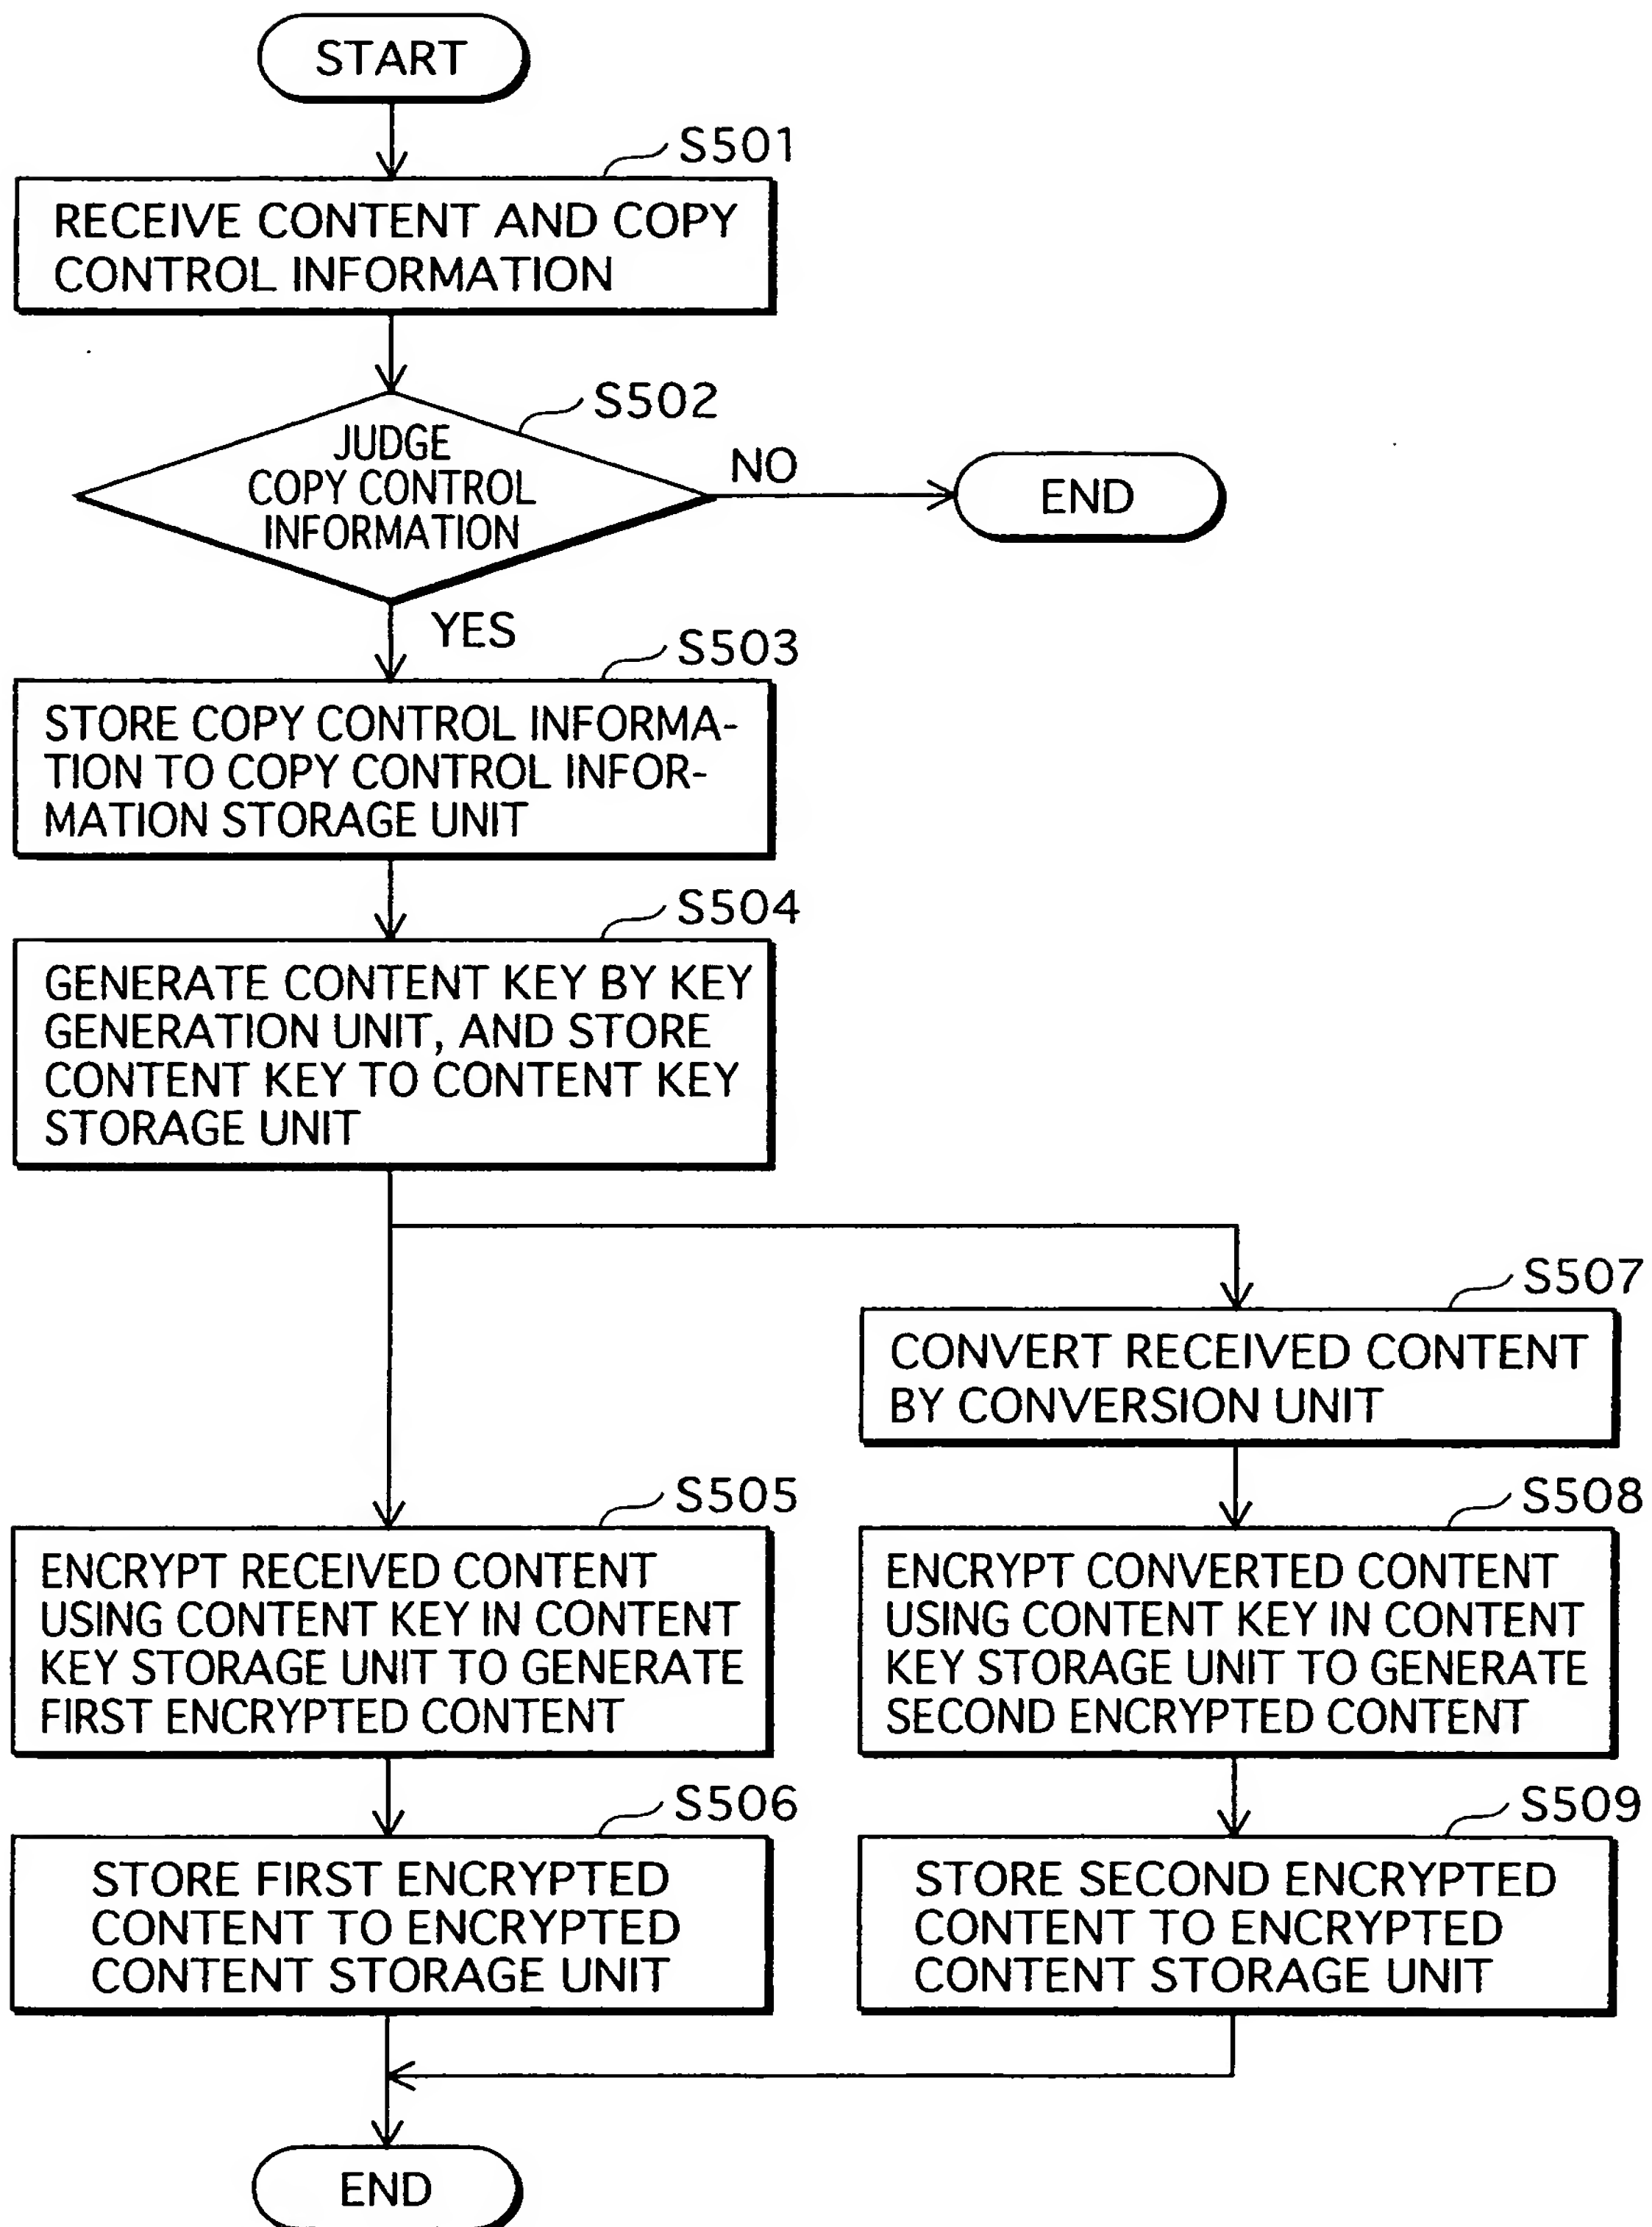 START
S501
RECEIVE CONTENT AND COPY
CONTROL INFORMATION
S502
JUDGE
COPY CONTROL
INFORMATION
NO
END
YES
S503
STORE COPY CONTROL INFORMA-
TION TO COPY CONTROL INFOR-
MATION STORAGE UNIT
S504
GENERATE CONTENT KEY BY KEY
GENERATION UNIT, AND STORE
CONTENT KEY TO CONTENT KEY
STORAGE UNIT
S507
CONVERT RECEIVED CONTENT
BY CONVERSION UNIT
S505
ENCRYPT RECEIVED CONTENT
USING CONTENT KEY IN CONTENT
KEY STORAGE UNIT TO GENERATE
FIRST ENCRYPTED CONTENT
S508
ENCRYPT CONVERTED CONTENT
USING CONTENT KEY IN CONTENT
KEY STORAGE UNIT TO GENERATE
SECOND ENCRYPTED CONTENT
S506
STORE FIRST ENCRYPTED
CONTENT TO ENCRYPTED
CONTENT STORAGE UNIT
S509
STORE SECOND ENCRYPTED
CONTENT TO ENCRYPTED
CONTENT STORAGE UNIT
END